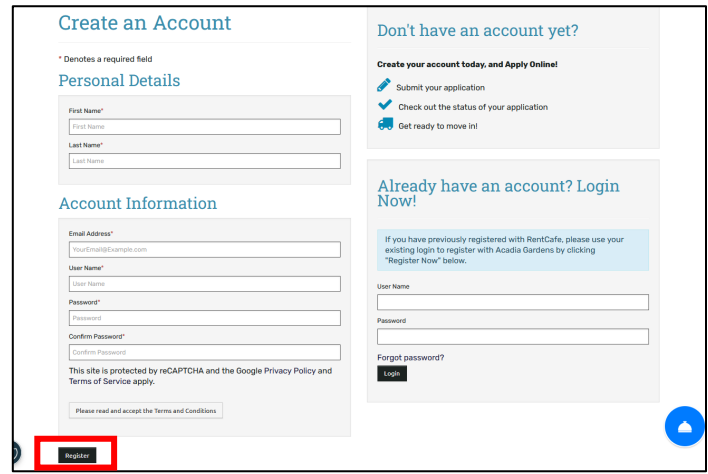 Create an Account
* Denotes a required field
Personal Details
First Name*
First Name
Last Name*
Last Name
Account Information
Email Address*
YourEmail@Example.com
User Name*
User Name
Password*
Password
Confirm Password*
Confirm Password
This site is protected by reCAPTCHA and the Google Privacy Policy and
Terms of Service apply.
Please read and accept the Terms and Conditions
Register
Don't have an account yet?
Create your account today, and Apply Online!
Submit your application
Check out the status of your application
Get ready to move in!
Already have an account? Login
Now!
If you have previously registered with RentCafe, please use your
existing login to register with Acadia Gardens by clicking
"Register Now" below.
User Name
Password
Forgot password?
Login